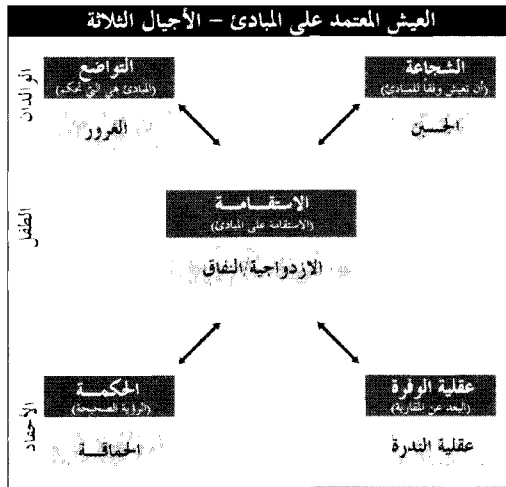 العيش المعتمد على المبادئ – الأجيال الثلاثة
الوالدان
الشجاعة
(أن تعيش وفقاً للمبادئ)
الجبن
التواضع
(المبادئ هي التي تحكم)
الغرور
الطفل
الاستقامة
(الاستقامة على المبادئ)
الازدواجية النفاق
الأحفاد
عقلية الوفرة
(البعد عن المقارنة)
عقلية الندرة
الحكمة
(الرؤية الصحيحة)
الحماقة